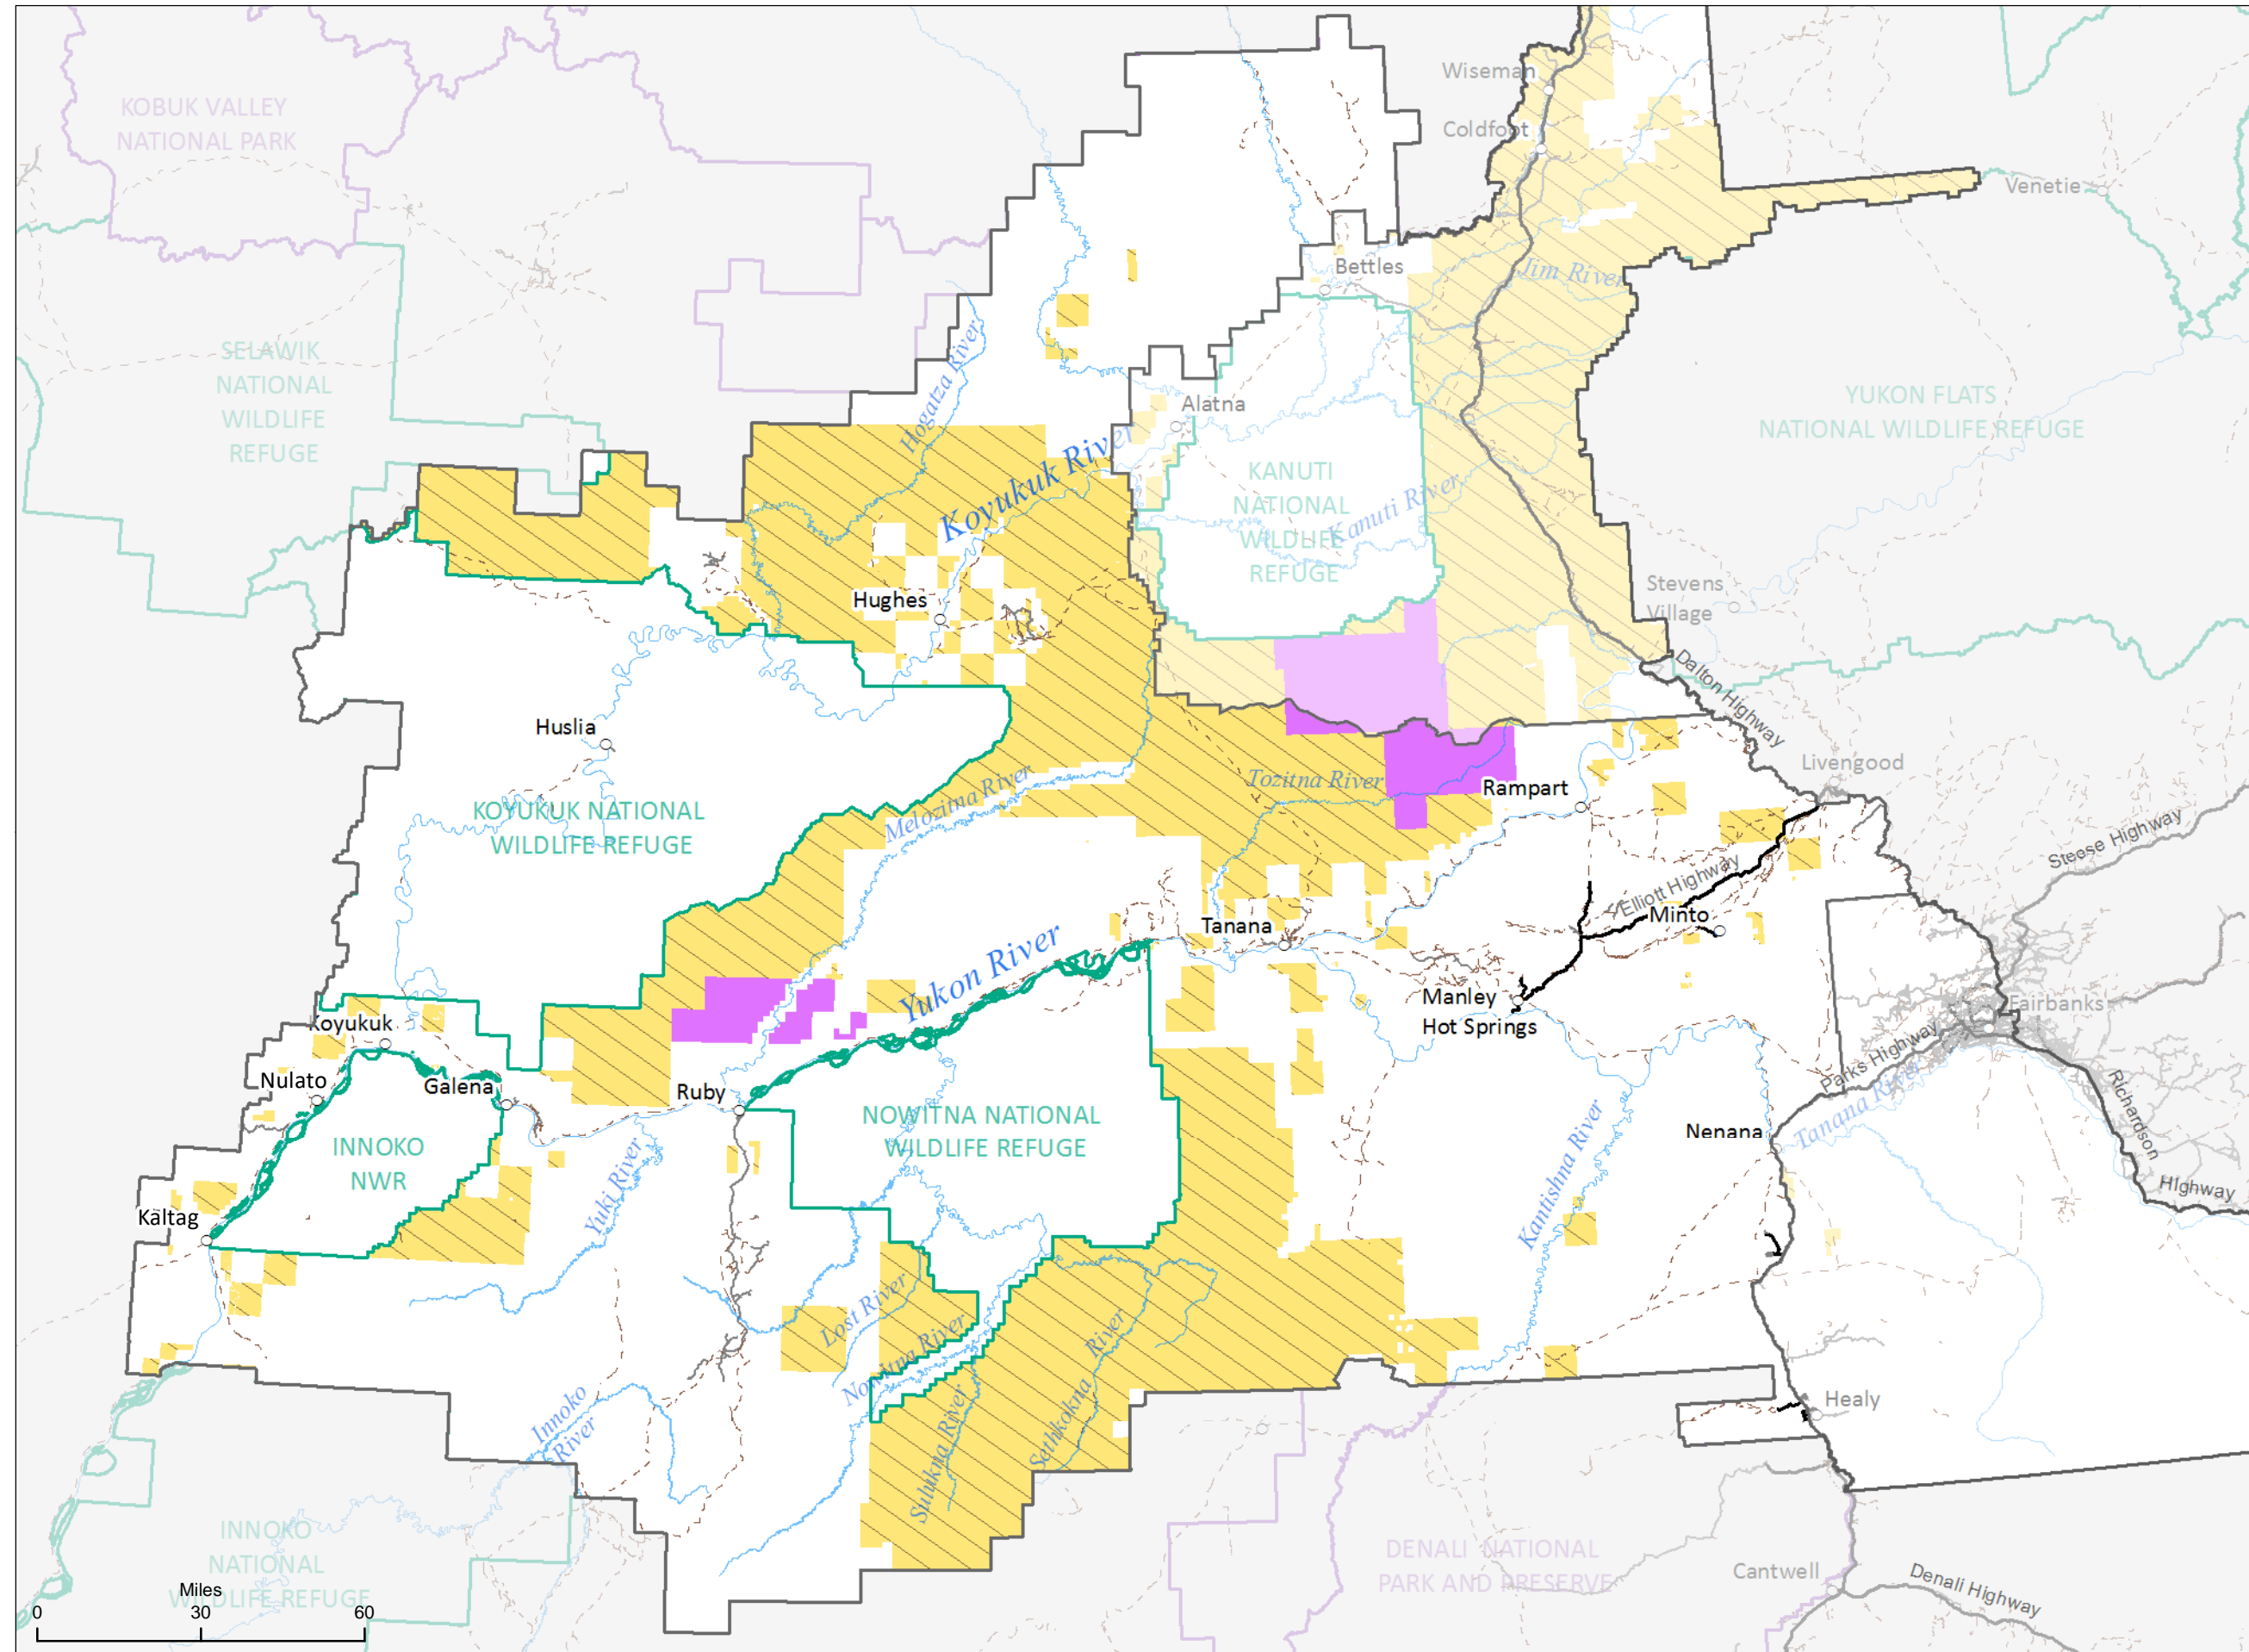 Wiseman
KOBUK VALLEY
NATIONAL PARK
Coldfoot
Venetie
Bettles
Jim River
Hogatza River
SELAWIK
NATIONAL
WILDLIFE
REFUGE
Alatna
YUKON FLATS
NATIONAL WILDLIFE REFUGE
Koyukuk River
KANUTI
NATIONAL
WILDLIFE
REFUGE
Kanuti River
Hughes
Stevens
Village
Dalton Highway
Huslia
Livengood
Melozitna River
Tozitna River
Rampart
KOYUKUK NATIONAL
WILDLIFE REFUGE
Steese Highway
Elliott Highway
Minto
Tanana
Yukon River
Manley
Hot Springs
Fairbanks
Koyukuk
Parks Highway
Nulato
Galena
Ruby
NOWITNA NATIONAL
WILDLIFE REFUGE
Richardson
Highway
Tanana River
Nenana
INNOKO
NWR
Yuki River
Kantishna River
Kaltag
Lost River
Nowitna River
Sethkokna River
Sulukna River
Innoko
River
Healy
INNOKO
NATIONAL
WILDLIFE REFUGE
DENALI NATIONAL
PARK AND PRESERVE
Cantwell
Denali Highway
Miles
0 30 60